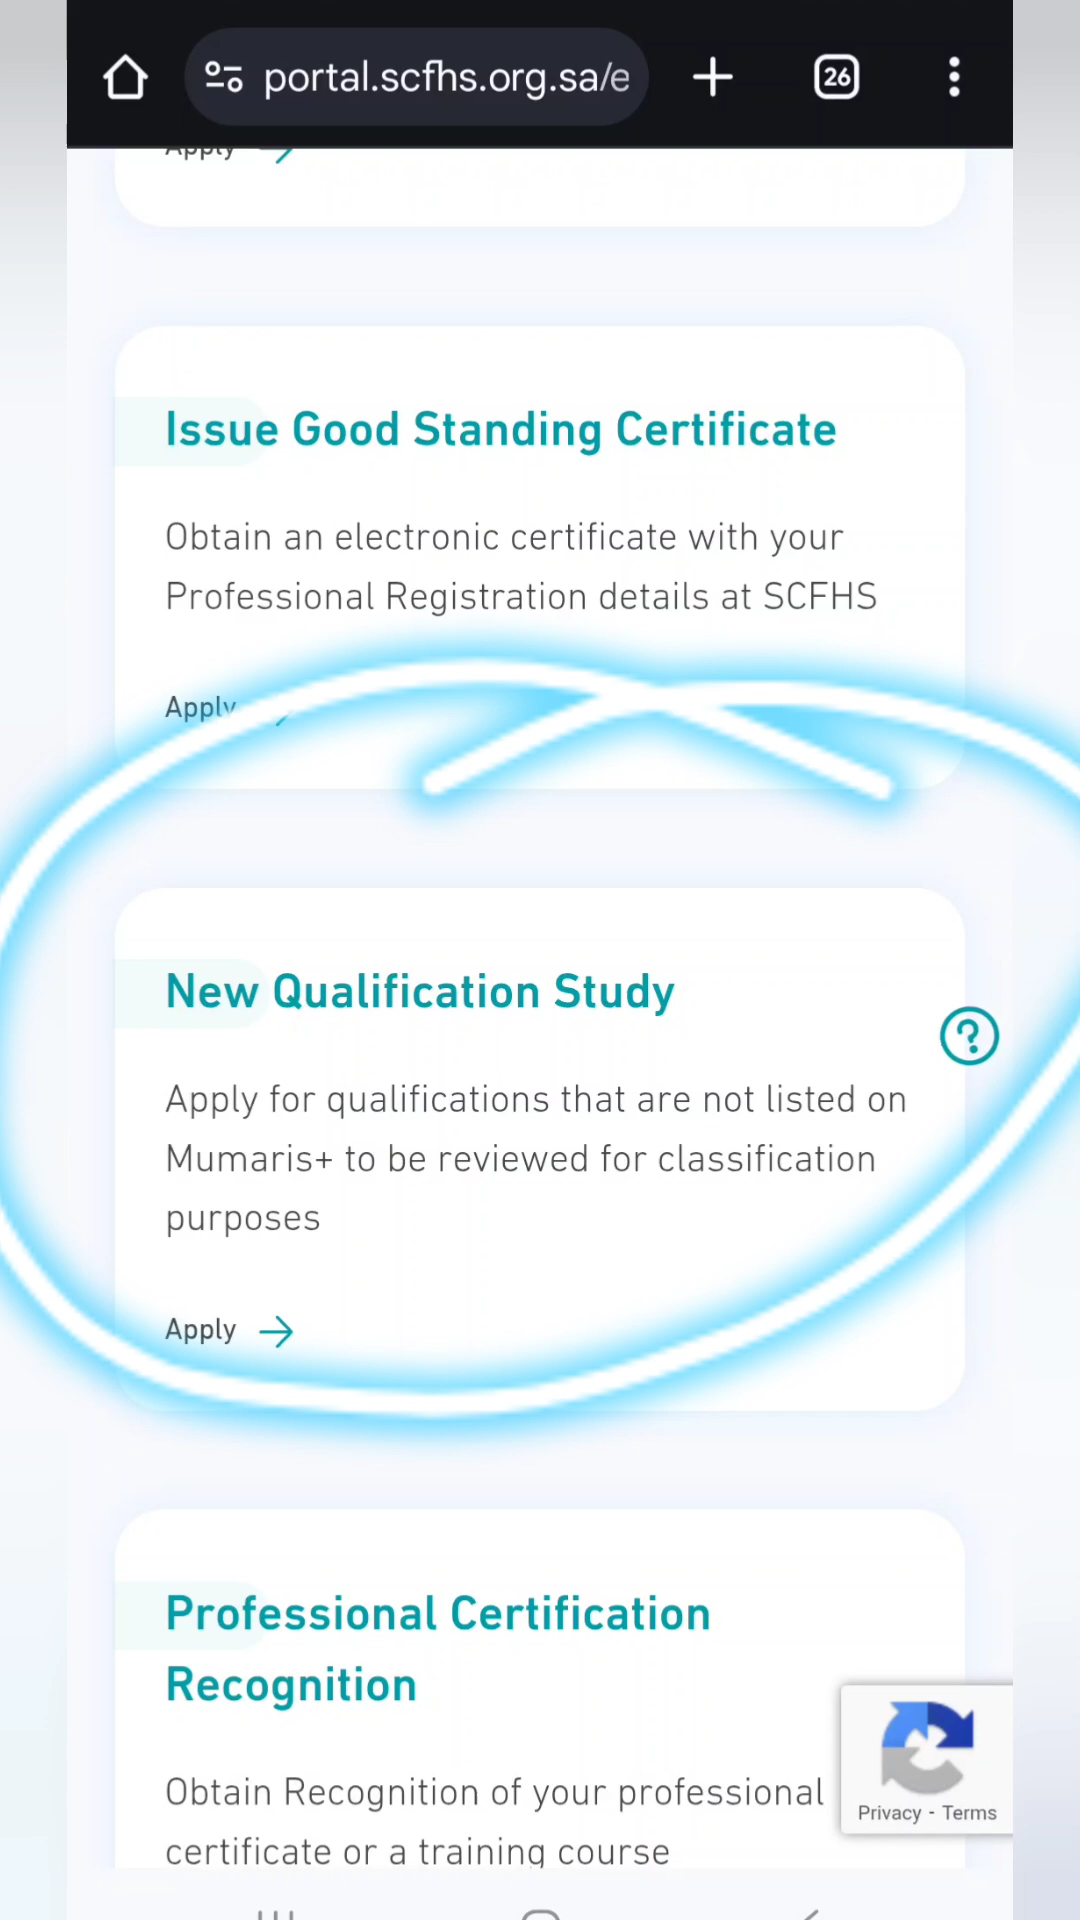 portal.scfhs.org.sa/e
26
Apply
Issue Good Standing Certificate
Obtain an electronic certificate with your
Professional Registration details at SCFHS
Apply
New Qualification Study
Apply for qualifications that are not listed on
Mumaris+ to be reviewed for classification
purposes
Apply
Professional Certification
Recognition
Obtain Recognition of your professional
certificate or a training course
Privacy - Terms